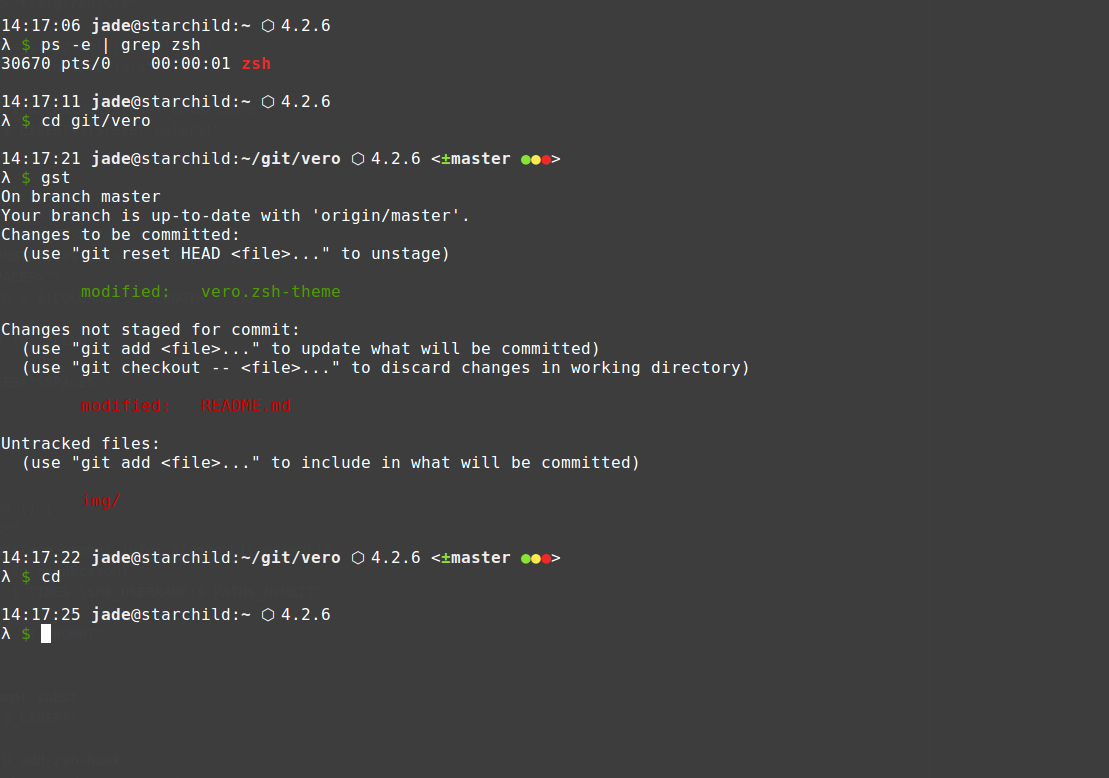 14:17:06 jade@starchild:~ ⬡ 4.2.6
λ $ ps -e | grep zsh
30670 pts/0    00:00:01 zsh
14:17:11 jade@starchild:~ ⬡ 4.2.6
λ $ cd git/vero
14:17:21 jade@starchild:~/git/vero ⬡ 4.2.6 <±master ●●●>
λ $ gst
On branch master
Your branch is up-to-date with 'origin/master'.
Changes to be committed:
  (use "git reset HEAD <file>..." to unstage)
        modified:   vero.zsh-theme
Changes not staged for commit:
  (use "git add <file>..." to update what will be committed)
  (use "git checkout -- <file>..." to discard changes in working directory)
        modified:   README.md
Untracked files:
  (use "git add <file>..." to include in what will be committed)
        img/
14:17:22 jade@starchild:~/git/vero ⬡ 4.2.6 <±master ●●●>
λ $ cd
14:17:25 jade@starchild:~ ⬡ 4.2.6
λ $